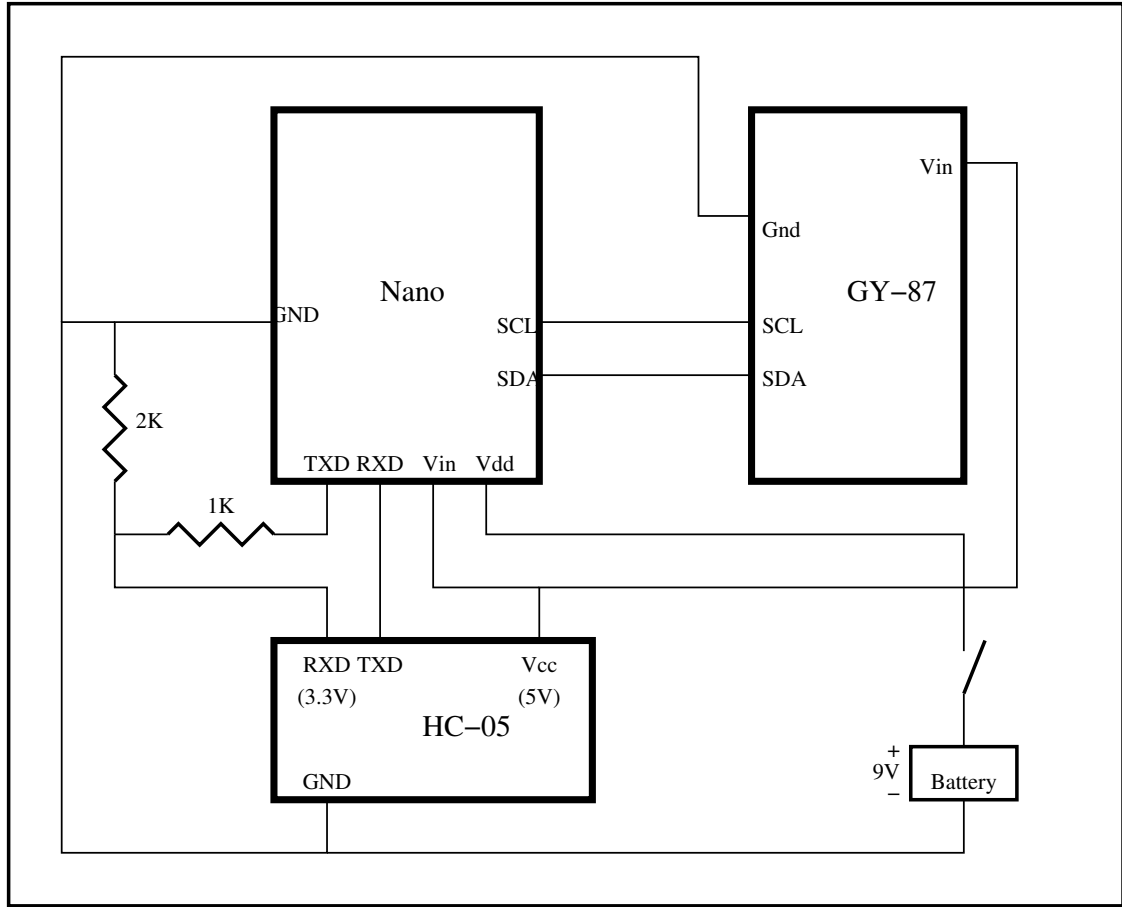 Vin
Gnd
Nano
GY−87
GND
SCL
SCL
SDA
SDA
2K
TXD RXD Vin Vdd
1K
RXD TXD Vcc
(3.3V) (5V)
HC−05
+
9V
−
Battery
GND